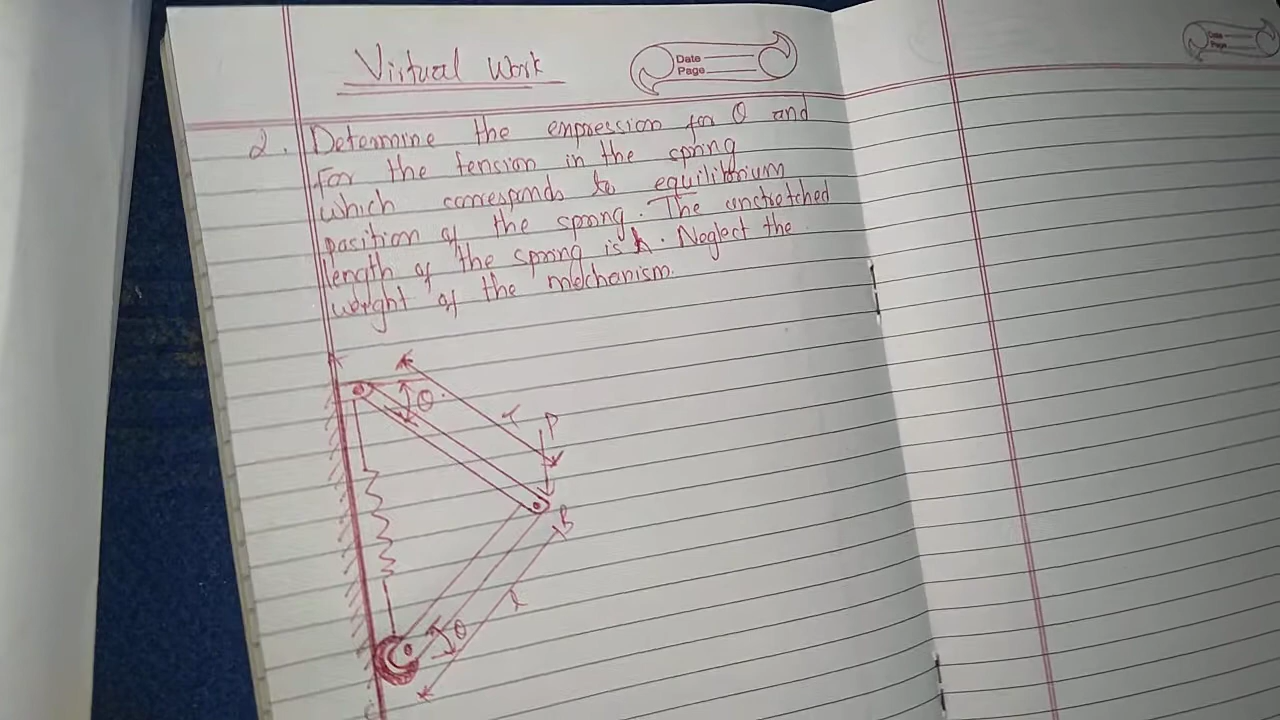 Virtual Work
Date
Page
2. Determine the expression for θ and
for the tension in the spring
which corresponds to equilibrium
position of the spring. The unstretched
length of the spring is h. Neglect the
weight of the mechanism.
θ
P
B
θ
C